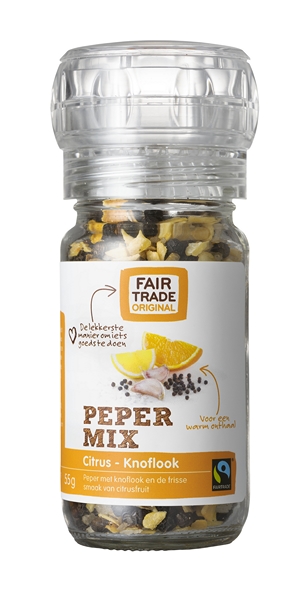 FAIR
TRADE
ORIGINAL
De lekkerste
manier om iets
goeds te doen
Voor een
warm onthaal
PEPER
MIX
Citrus - Knoflook
55g
Peper met knoflook en de frisse
smaak van citrusfruit
FAIRTRADE